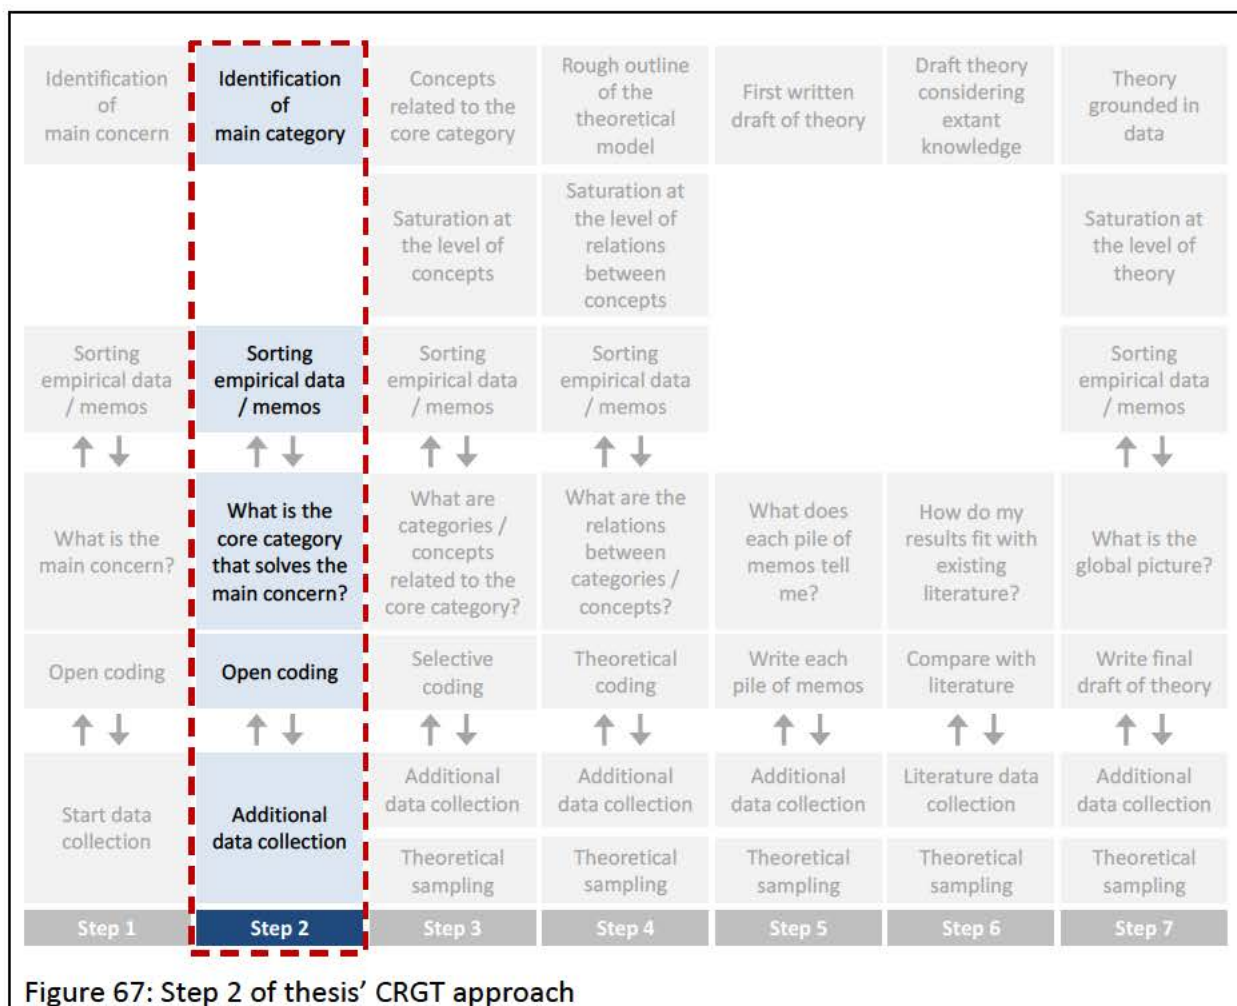 Identification
of
main concern
Identification
of
main category
Concepts
related to the
core category
Rough outline
of the
theoretical
model
First written
draft of theory
Draft theory
considering
extant
knowledge
Theory
grounded in
data
Saturation at
the level of
concepts
Saturation at
the level of
relations
between
concepts
Saturation at
the level of
theory
Sorting
empirical data
/ memos
Sorting
empirical data
/ memos
Sorting
empirical data
/ memos
Sorting
empirical data
/ memos
Sorting
empirical data
/ memos
What is the
main concern?
What is the
core category
that solves the
main concern?
What are
categories /
concepts
related to the
core category?
What are the
relations
between
categories /
concepts?
What does
each pile of
memos tell
me?
How do my
results fit with
existing
literature?
What is the
global picture?
Open coding
Open coding
Selective
coding
Theoretical
coding
Write each
pile of memos
Compare with
literature
Write final
draft of theory
Start data
collection
Additional
data collection
Additional
data collection
Additional
data collection
Additional
data collection
Literature data
collection
Additional
data collection
Theoretical
sampling
Theoretical
sampling
Theoretical
sampling
Theoretical
sampling
Theoretical
sampling
Step 1
Step 2
Step 3
Step 4
Step 5
Step 6
Step 7
Figure 67: Step 2 of thesis’ CRGT approach